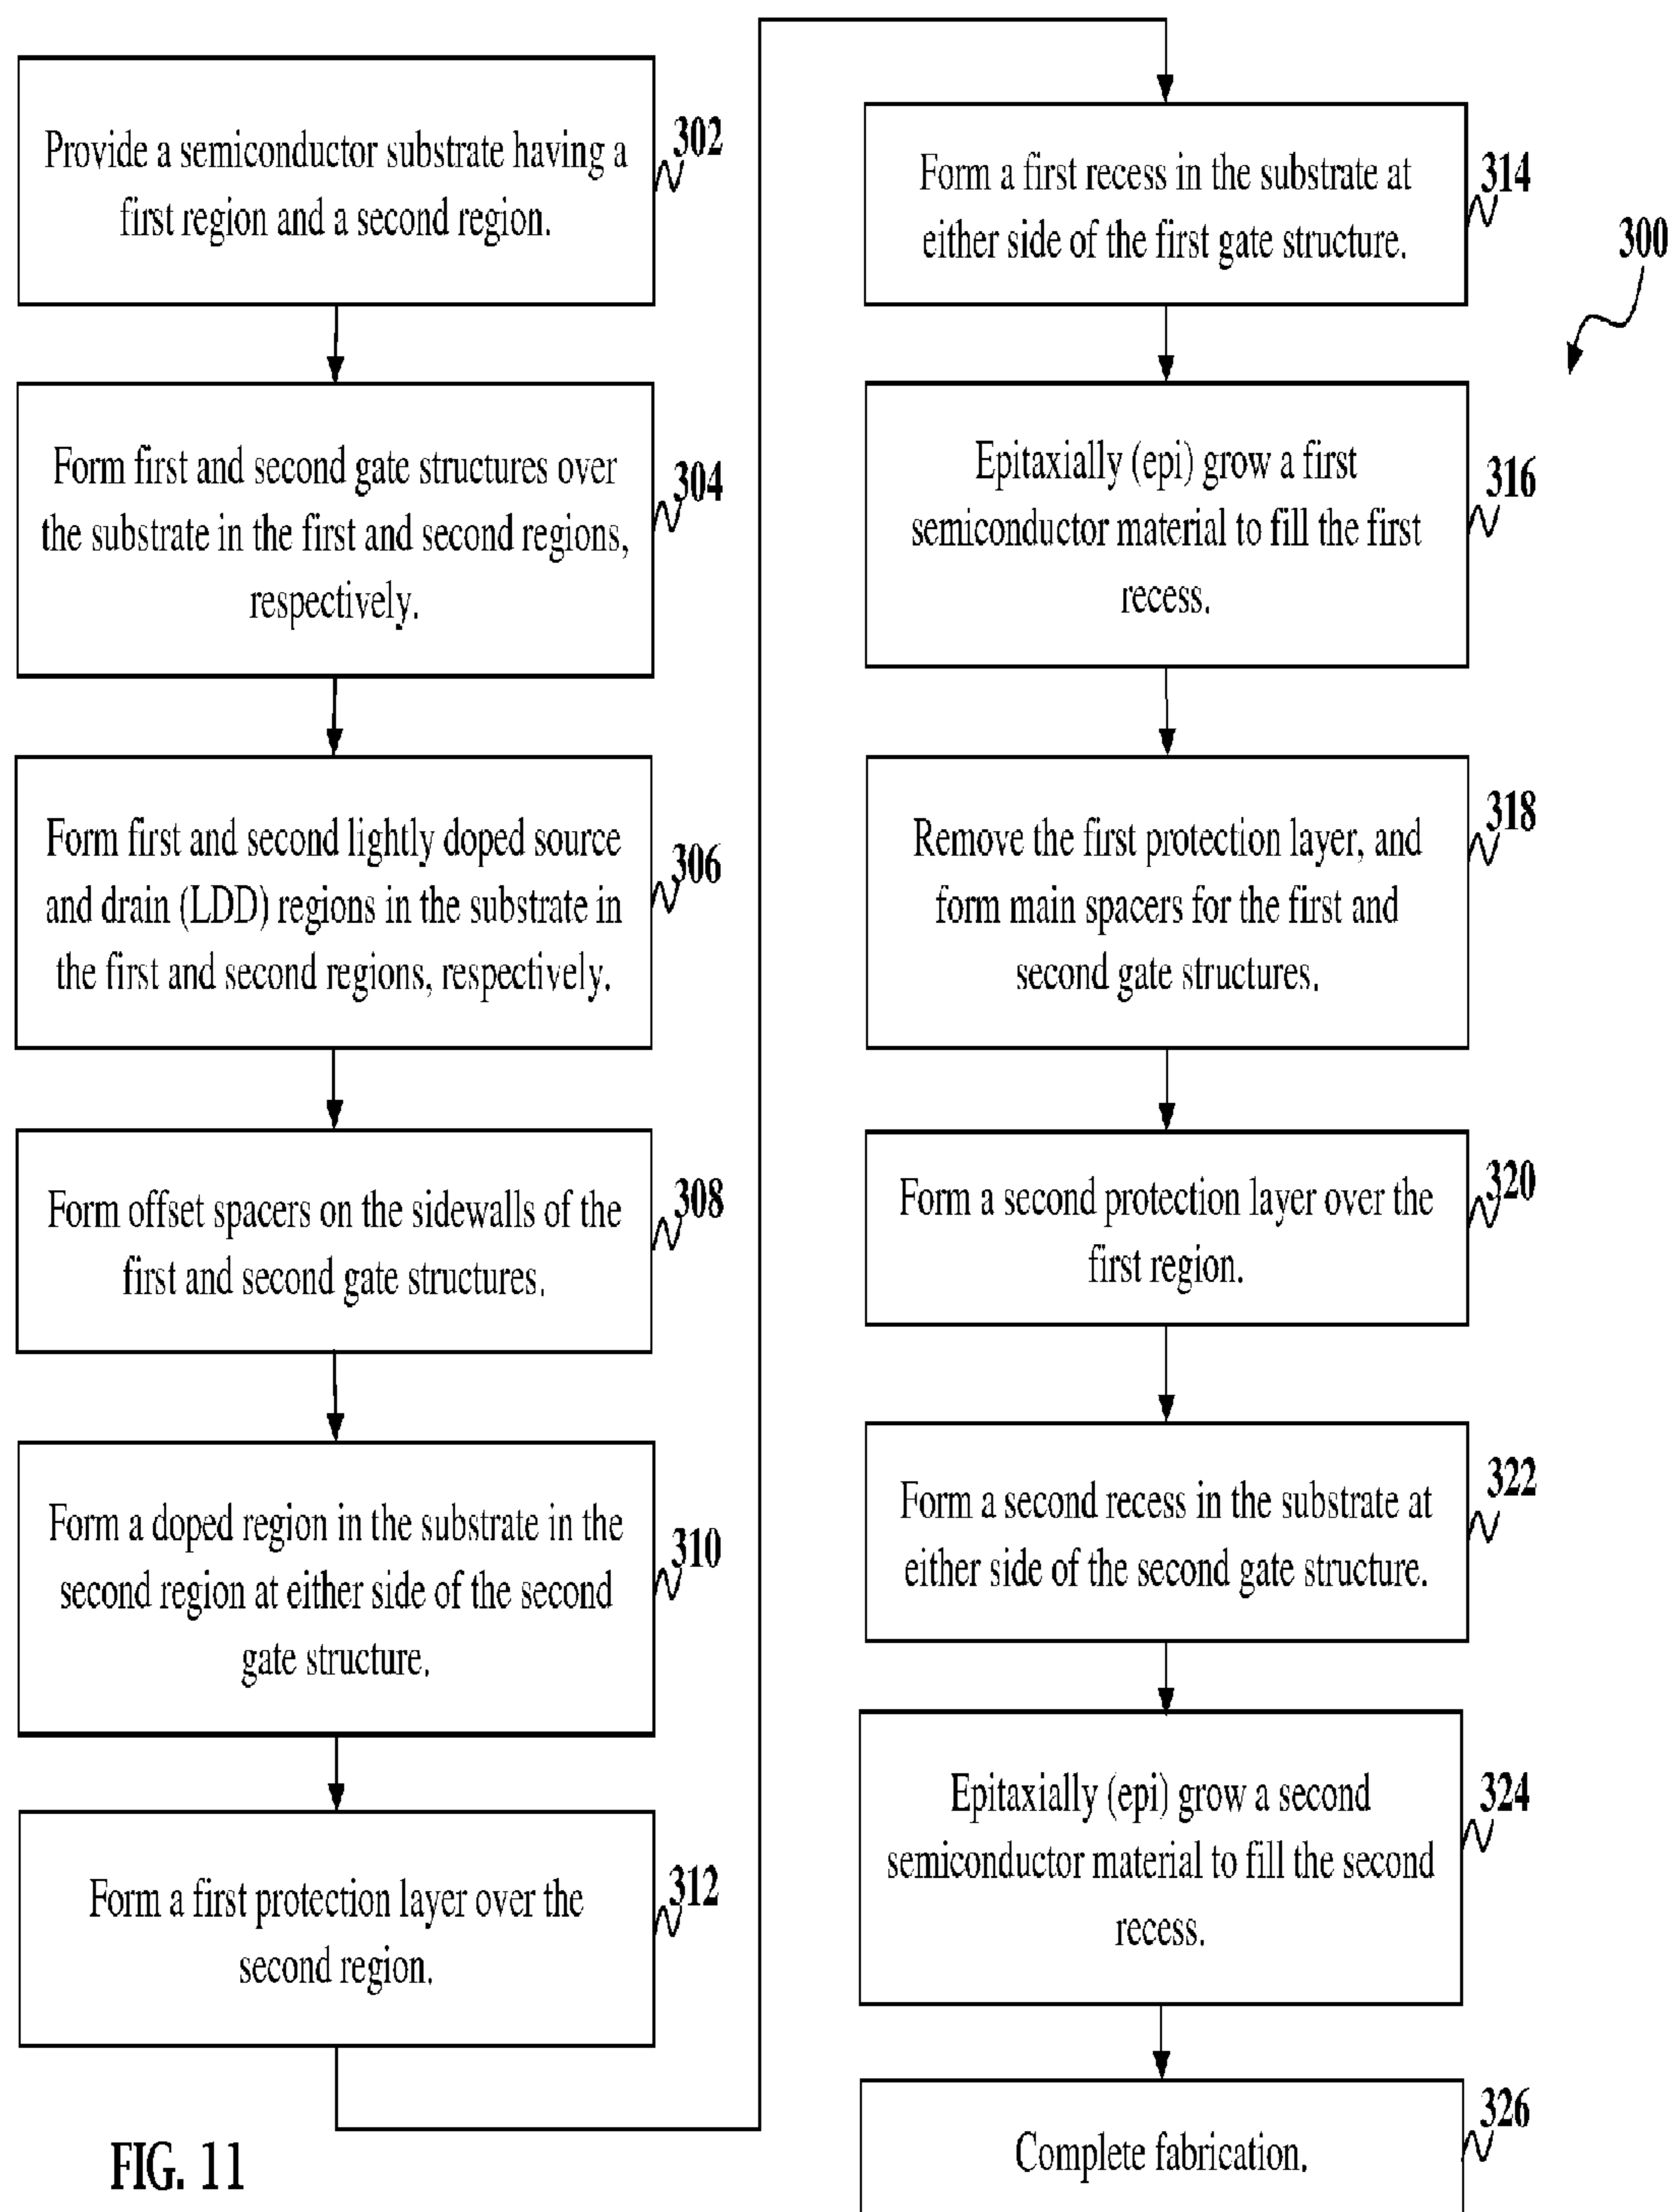 Provide a semiconductor substrate having a
first region and a second region.
302
Form first and second gate structures over
the substrate in the first and second regions,
respectively.
304
Form first and second lightly doped source
and drain (LDD) regions in the substrate in
the first and second regions, respectively.
306
Form offset spacers on the sidewalls of the
first and second gate structures.
308
Form a doped region in the substrate in the
second region at either side of the second
gate structure.
310
Form a first protection layer over the
second region.
312
Form a first recess in the substrate at
either side of the first gate structure.
314
300
Epitaxially (epi) grow a first
semiconductor material to fill the first
recess.
316
Remove the first protection layer, and
form main spacers for the first and
second gate structures.
318
Form a second protection layer over the
first region.
320
Form a second recess in the substrate at
either side of the second gate structure.
322
Epitaxially (epi) grow a second
semiconductor material to fill the second
recess.
324
Complete fabrication.
326
FIG. 11